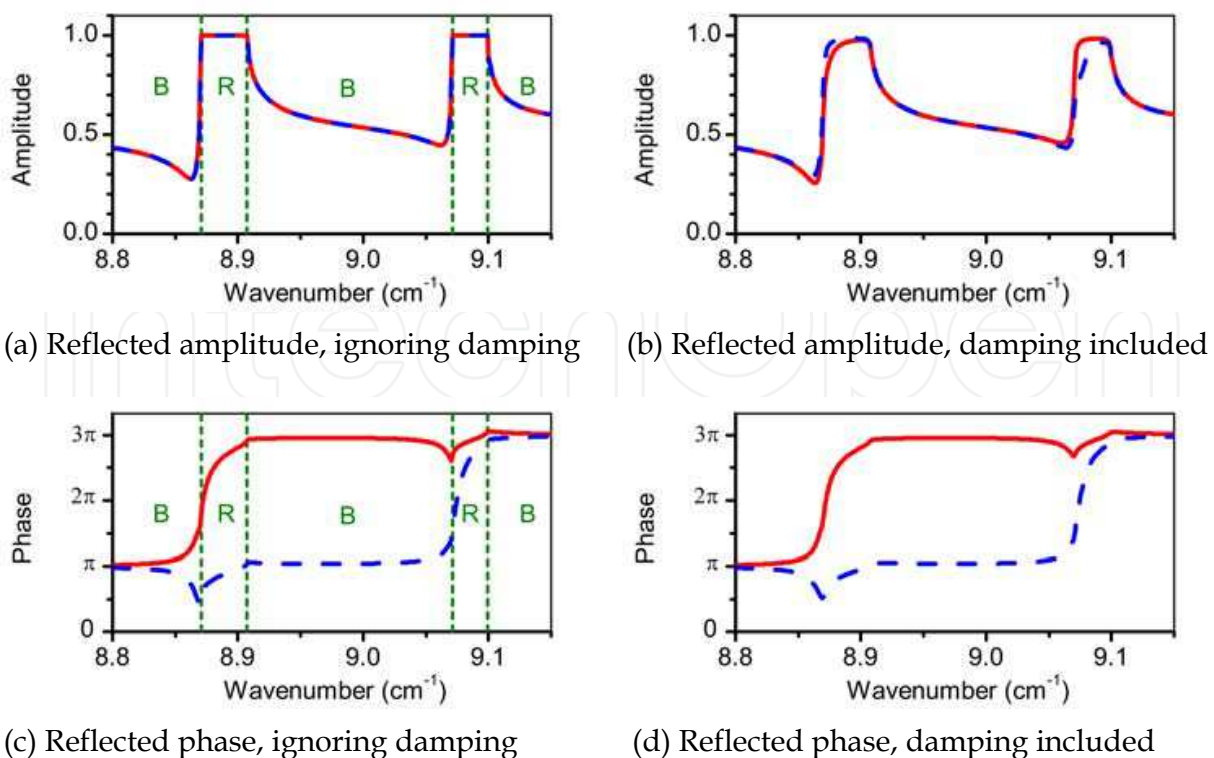 1.0
0.5
0.0
Amplitude
B R B R B
8.8 8.9 9.0 9.1
Wavenumber (cm⁻¹)
1.0
0.5
0.0
Amplitude
8.8 8.9 9.0 9.1
Wavenumber (cm⁻¹)
(a) Reflected amplitude, ignoring damping
(b) Reflected amplitude, damping included
IntechOpen
3π
2π
π
0
Phase
B R B R B
8.8 8.9 9.0 9.1
Wavenumber (cm⁻¹)
3π
2π
π
0
Phase
8.8 8.9 9.0 9.1
Wavenumber (cm⁻¹)
(c) Reflected phase, ignoring damping
(d) Reflected phase, damping included